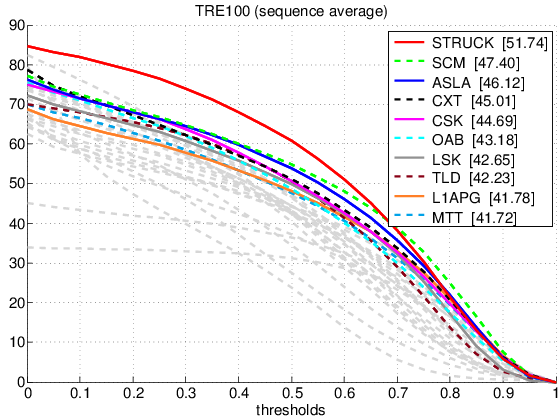 TRE100 (sequence average)
90
80
70
60
50
40
30
20
10
0
STRUCK [51.74]
SCM [47.40]
ASLA [46.12]
CXT [45.01]
CSK [44.69]
OAB [43.18]
LSK [42.65]
TLD [42.23]
L1APG [41.78]
MTT [41.72]
0 0.1 0.2 0.3 0.4 0.5 0.6 0.7 0.8 0.9 1
thresholds